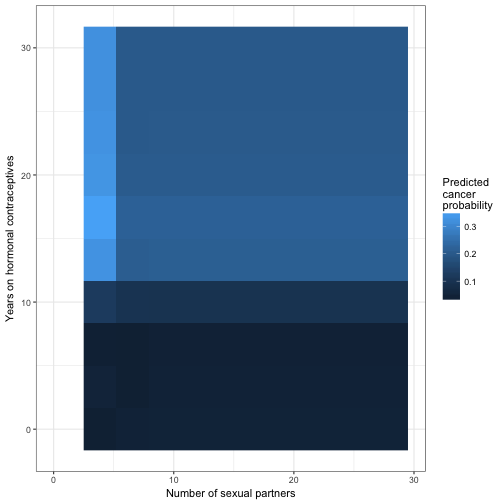 30
20
10
0
Years on hormonal contraceptives
0
10
20
30
Number of sexual partners
Predicted
cancer
probability
0.3
0.2
0.1